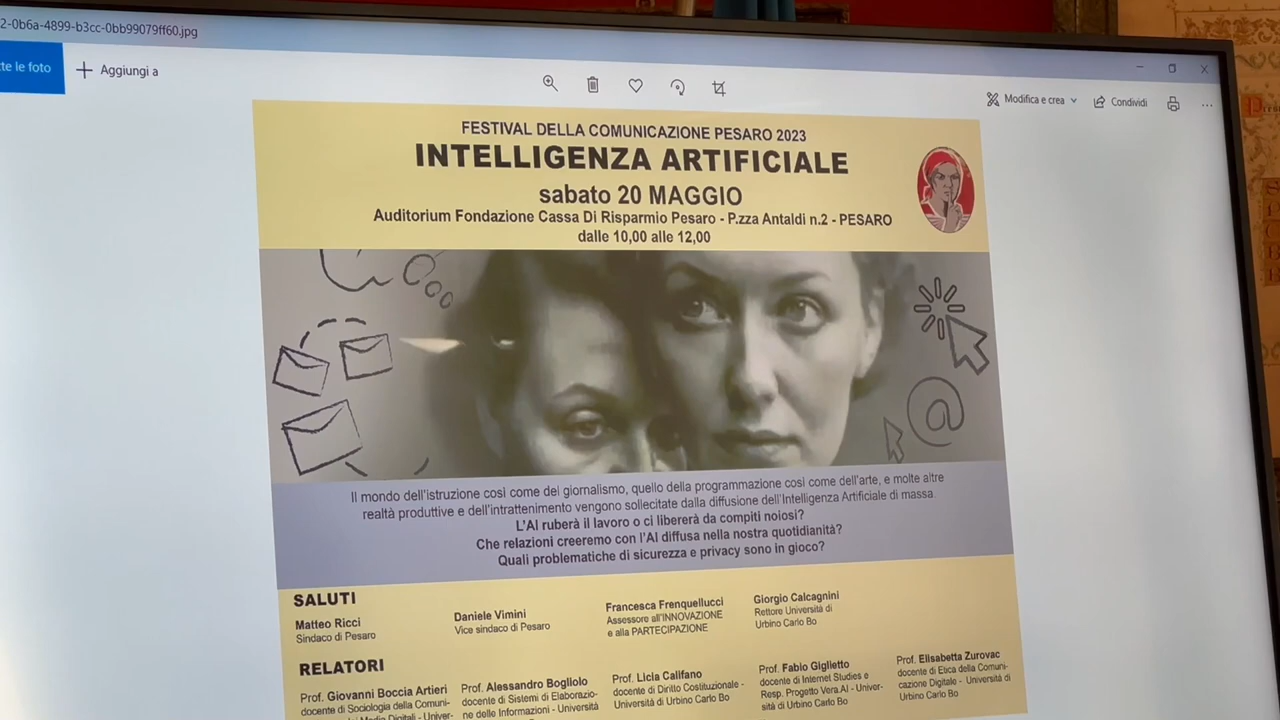 2-0b6a-4899-b3cc-0bb99079ff60.jpg
te le foto
Aggiungi a
Modifica e crea
Condividi
FESTIVAL DELLA COMUNICAZIONE PESARO 2023
INTELLIGENZA ARTIFICIALE
sabato 20 MAGGIO
Auditorium Fondazione Cassa Di Risparmio Pesaro - P.zza Antaldi n.2 - PESARO
dalle 10,00 alle 12,00
@
Il mondo dell'istruzione così come del giornalismo, quello della programmazione così come dell'arte, e molte altre
realtà produttive e dell'intrattenimento vengono sollecitate dalla diffusione dell'Intelligenza Artificiale di massa.
L'AI ruberà il lavoro o ci libererà da compiti noiosi?
Che relazioni creeremo con l'AI diffusa nella nostra quotidianità?
Quali problematiche di sicurezza e privacy sono in gioco?
SALUTI
Matteo Ricci
Sindaco di Pesaro
Daniele Vimini
Vice sindaco di Pesaro
Francesca Frenquellucci
Assessore all'INNOVAZIONE
e alla PARTECIPAZIONE
Giorgio Calcagnini
Rettore Università di
Urbino Carlo Bo
RELATORI
Prof. Giovanni Boccia Artieri
docente di Sociologia della Comuni-
Media Digitali - Univer-
Prof. Alessandro Bogliolo
docente di Sistemi di Elaborazio-
ne delle Informazioni - Università
Prof. Licia Califano
docente di Diritto Costituzionale -
Università di Urbino Carlo Bo
Prof. Fabio Giglietto
docente di Internet Studies e
Resp. Progetto Vera.AI - Univer-
sità di Urbino Carlo Bo
Prof. Elisabetta Zurovac
docente di Etica della Comuni-
cazione Digitale - Università di
Urbino Carlo Bo